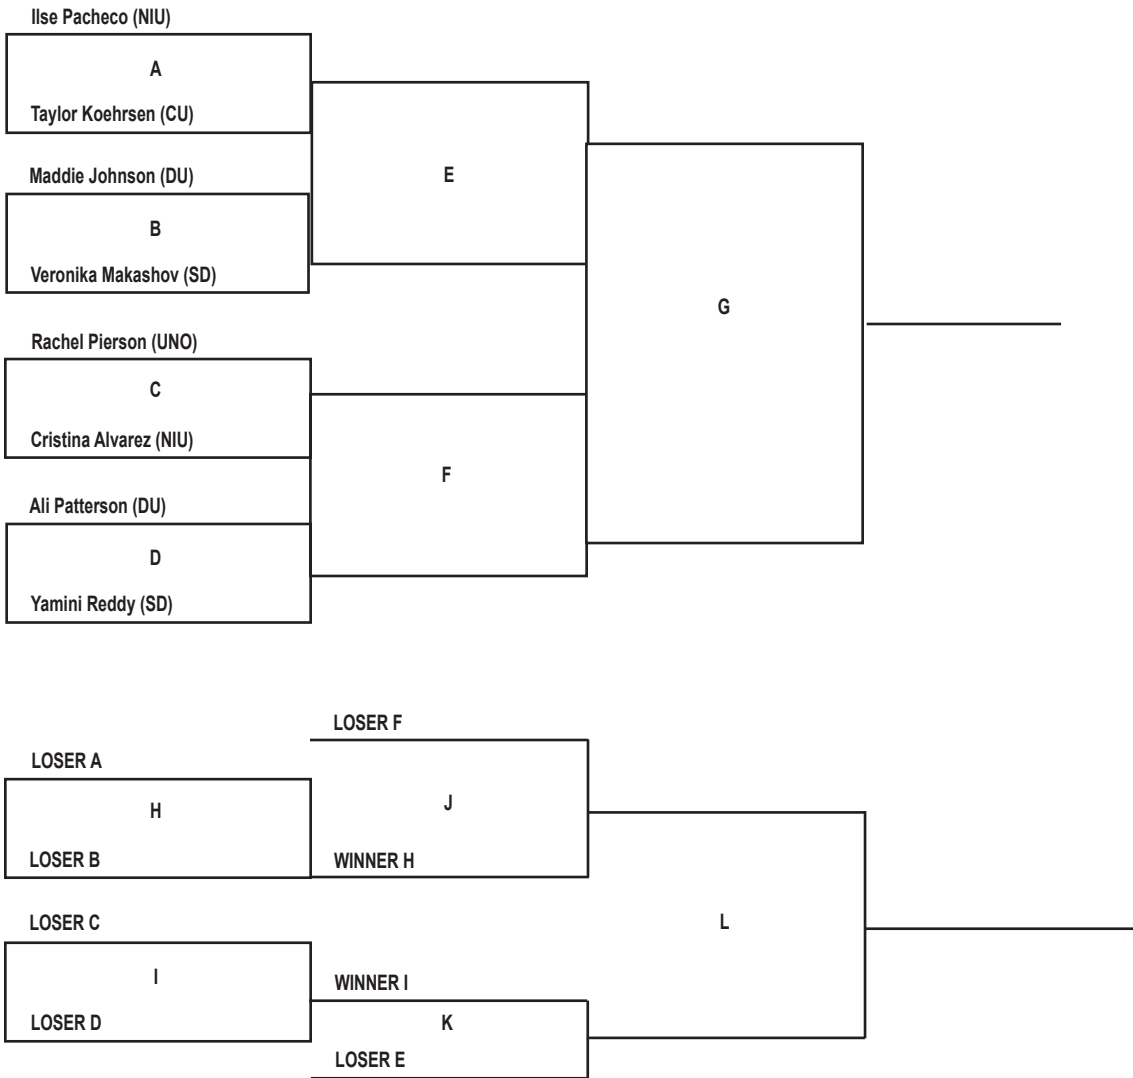 Ilse Pacheco (NIU)
A
Taylor Koehrsen (CU)
Maddie Johnson (DU)
E
B
Veronika Makashov (SD)
G
Rachel Pierson (UNO)
C
Cristina Alvarez (NIU)
F
Ali Patterson (DU)
D
Yamini Reddy (SD)
LOSER F
LOSER A
H
J
LOSER B
WINNER H
LOSER C
L
I
WINNER I
LOSER D
K
LOSER E